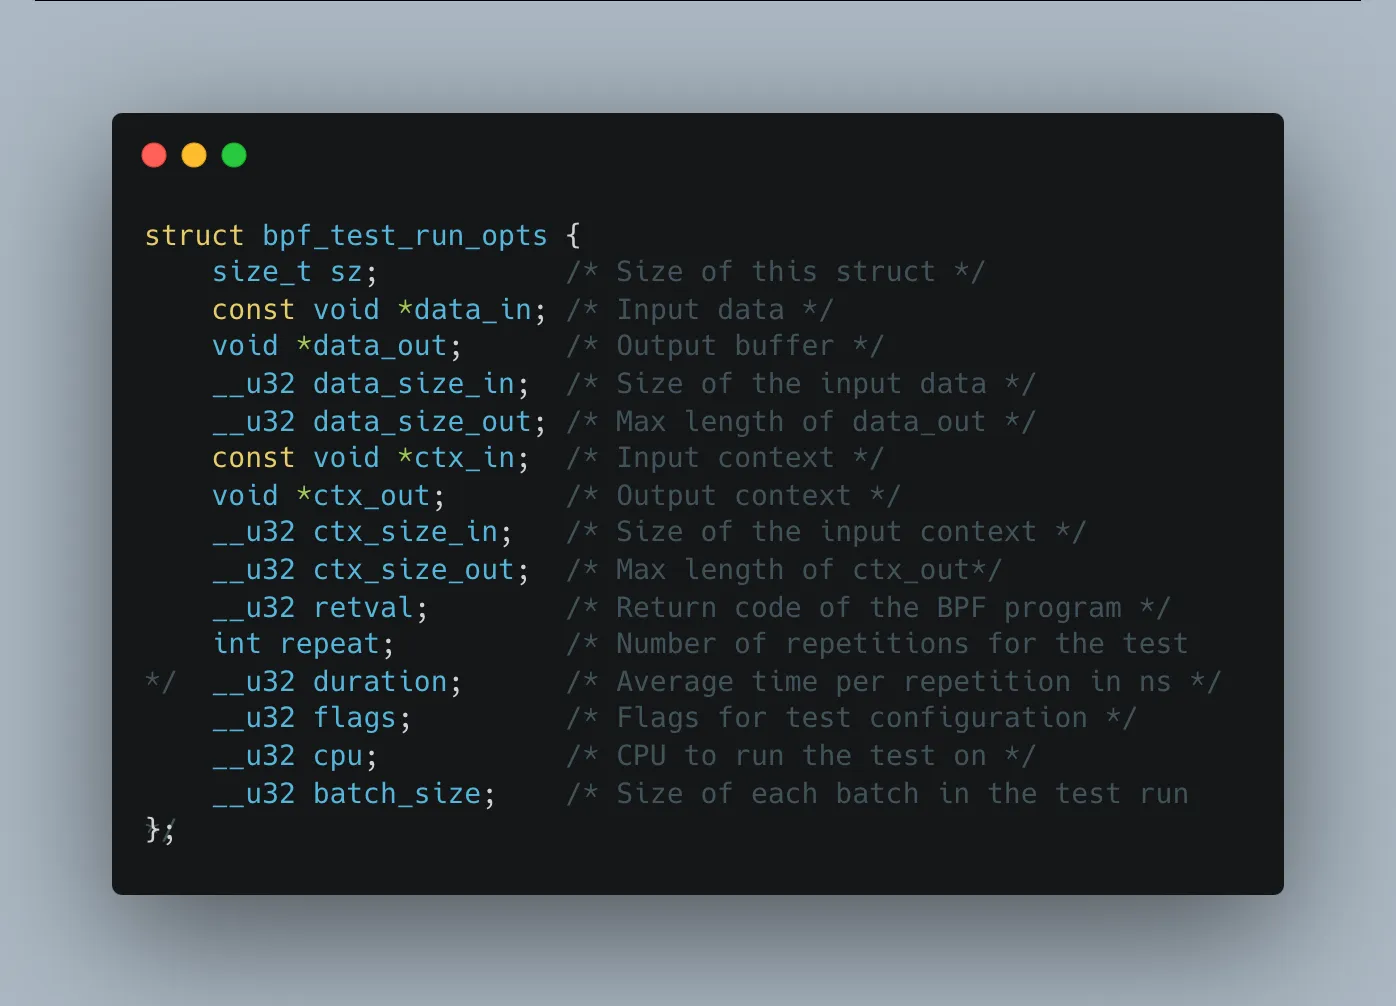 struct bpf_test_run_opts {
    size_t sz;           /* Size of this struct */
    const void *data_in; /* Input data */
    void *data_out;      /* Output buffer */
    __u32 data_size_in;  /* Size of the input data */
    __u32 data_size_out; /* Max length of data_out */
    const void *ctx_in;  /* Input context */
    void *ctx_out;       /* Output context */
    __u32 ctx_size_in;   /* Size of the input context */
    __u32 ctx_size_out;  /* Max length of ctx_out*/
    __u32 retval;        /* Return code of the BPF program */
    int repeat;          /* Number of repetitions for the test
*/  __u32 duration;      /* Average time per repetition in ns */
    __u32 flags;         /* Flags for test configuration */
    __u32 cpu;           /* CPU to run the test on */
    __u32 batch_size;    /* Size of each batch in the test run
*/
};